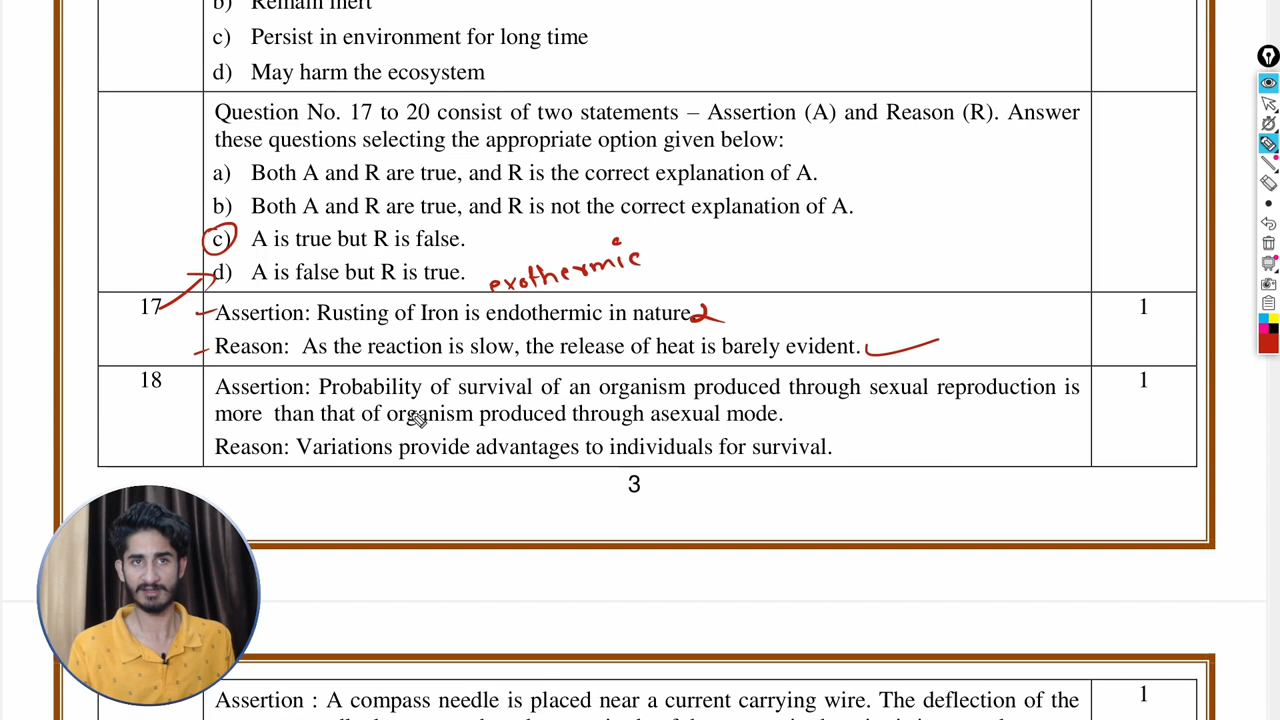 b) Remain inert
c) Persist in environment for long time
d) May harm the ecosystem
Question No. 17 to 20 consist of two statements – Assertion (A) and Reason (R). Answer
these questions selecting the appropriate option given below:
a) Both A and R are true, and R is the correct explanation of A.
b) Both A and R are true, and R is not the correct explanation of A.
c) A is true but R is false.
d) A is false but R is true.
exothermic
17 Assertion: Rusting of Iron is endothermic in nature 1
Reason: As the reaction is slow, the release of heat is barely evident.
18 Assertion: Probability of survival of an organism produced through sexual reproduction is 1
more than that of organism produced through asexual mode.
Reason: Variations provide advantages to individuals for survival.
3
Assertion : A compass needle is placed near a current carrying wire. The deflection of the 1